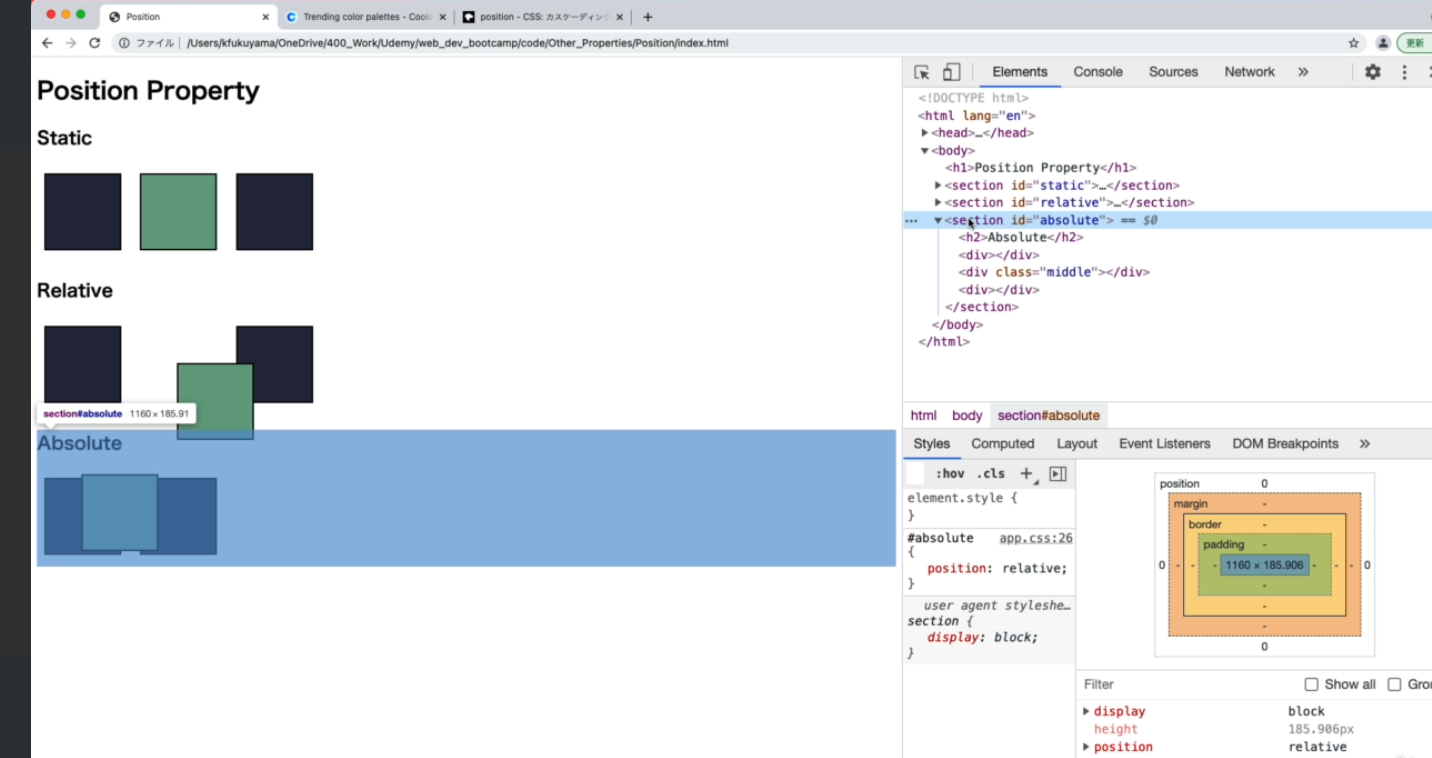 Position
Trending color palettes - Coolo
position - CSS: カスケーディング
ファイル | /Users/kfukuyama/OneDrive/400_Work/Udemy/web_dev_bootcamp/code/Other_Properties/Position/index.html
更新
Position Property
Static
Relative
section#absolute 1160 × 185.91
Absolute
Elements Console Sources Network »
<!DOCTYPE html>
<html lang="en">
<head>…</head>
<body>
<h1>Position Property</h1>
<section id="static">…</section>
<section id="relative">…</section>
… <section id="absolute"> == $0
<h2>Absolute</h2>
<div></div>
<div class="middle"></div>
<div></div>
</section>
</body>
</html>
html body section#absolute
Styles Computed Layout Event Listeners DOM Breakpoints »
:hov .cls +
element.style {
}
#absolute app.css:26
{
position: relative;
}
user agent styleshe…
section {
display: block;
}
position 0
margin -
border -
padding -
0 - - - 1160 × 185.906 - - - 0
-
-
-
0
Filter Show all Grou
display block
height 185.906px
position relative